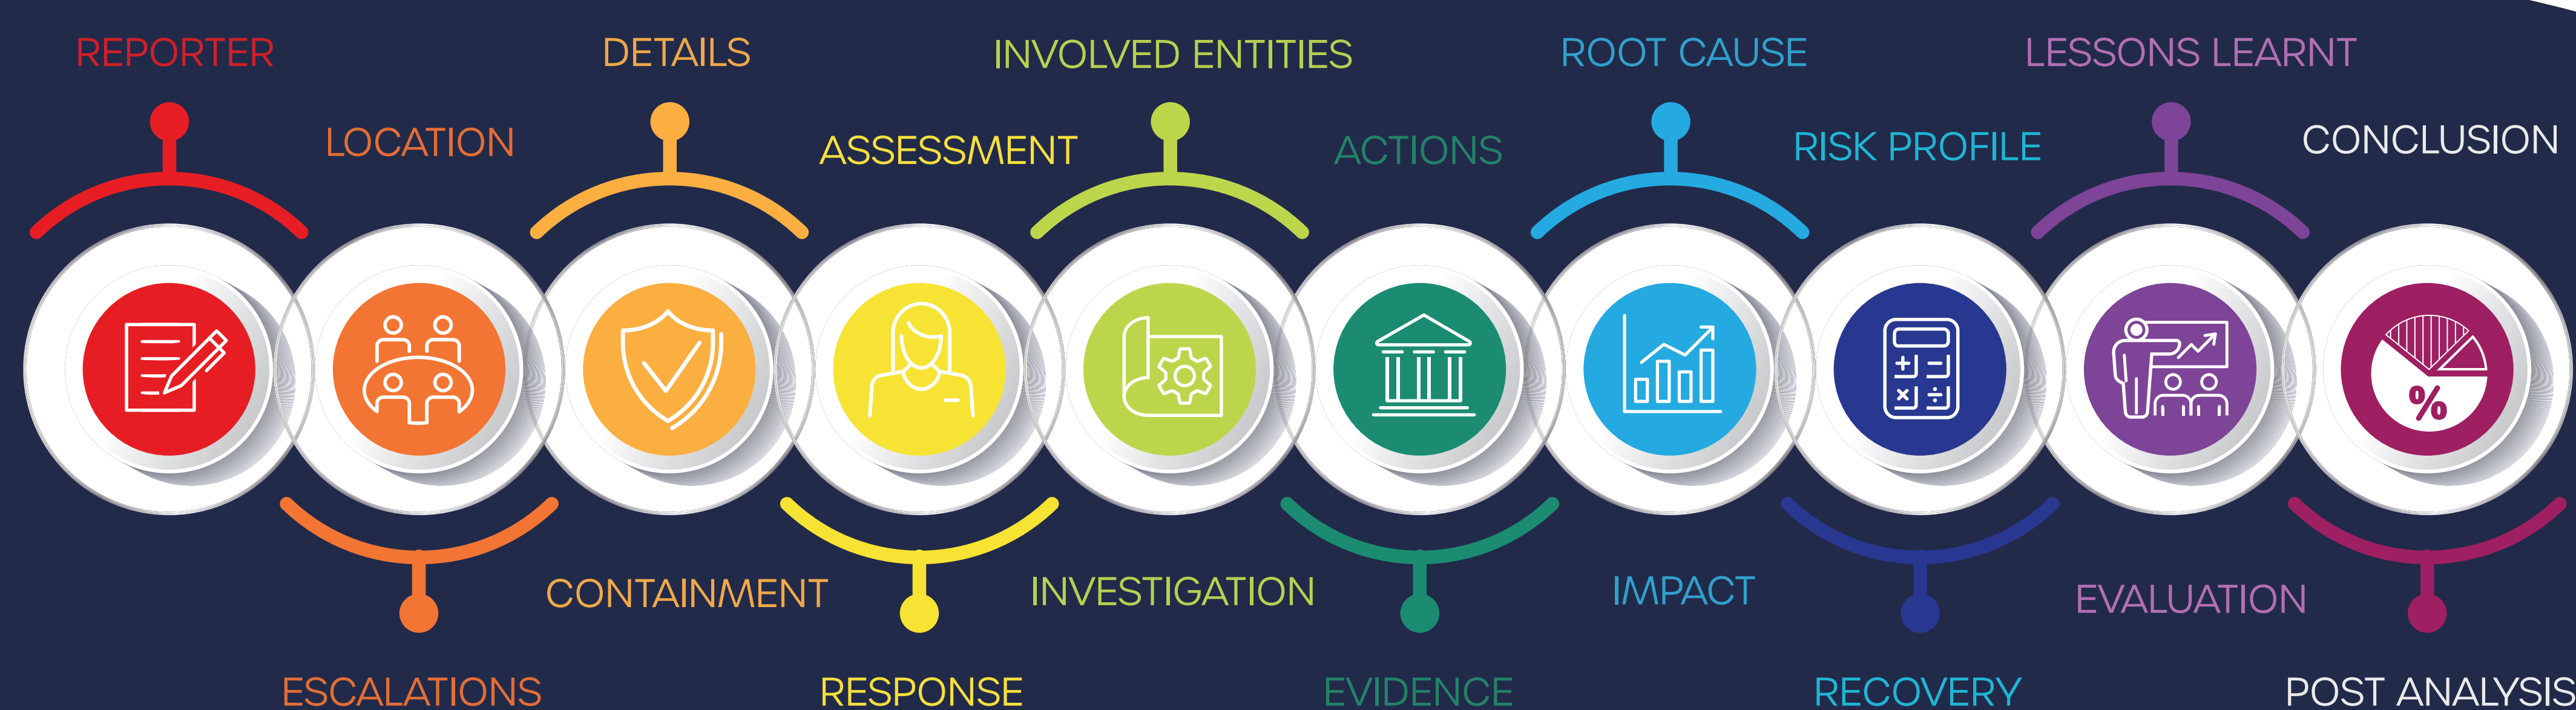 REPORTER
DETAILS
INVOLVED ENTITIES
ROOT CAUSE
LESSONS LEARNT
LOCATION
ASSESSMENT
ACTIONS
RISK PROFILE
CONCLUSION
%
CONTAINMENT
INVESTIGATION
IMPACT
EVALUATION
ESCALATIONS
RESPONSE
EVIDENCE
RECOVERY
POST ANALYSIS